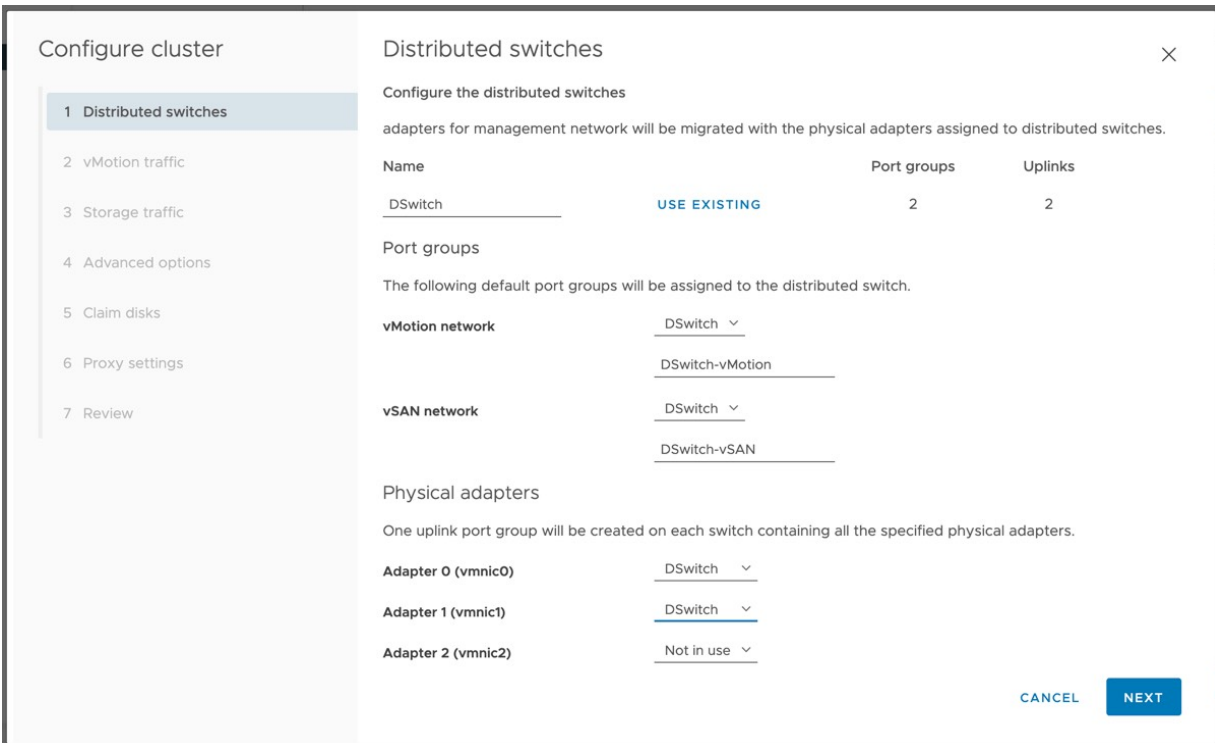 Configure cluster
1 Distributed switches
2 vMotion traffic
3 Storage traffic
4 Advanced options
5 Claim disks
6 Proxy settings
7 Review
Distributed switches
Configure the distributed switches
adapters for management network will be migrated with the physical adapters assigned to distributed switches.
Name Port groups Uplinks
DSwitch USE EXISTING 2 2
Port groups
The following default port groups will be assigned to the distributed switch.
vMotion network DSwitch
DSwitch-vMotion
vSAN network DSwitch
DSwitch-vSAN
Physical adapters
One uplink port group will be created on each switch containing all the specified physical adapters.
Adapter 0 (vmnic0) DSwitch
Adapter 1 (vmnic1) DSwitch
Adapter 2 (vmnic2) Not in use
CANCEL NEXT